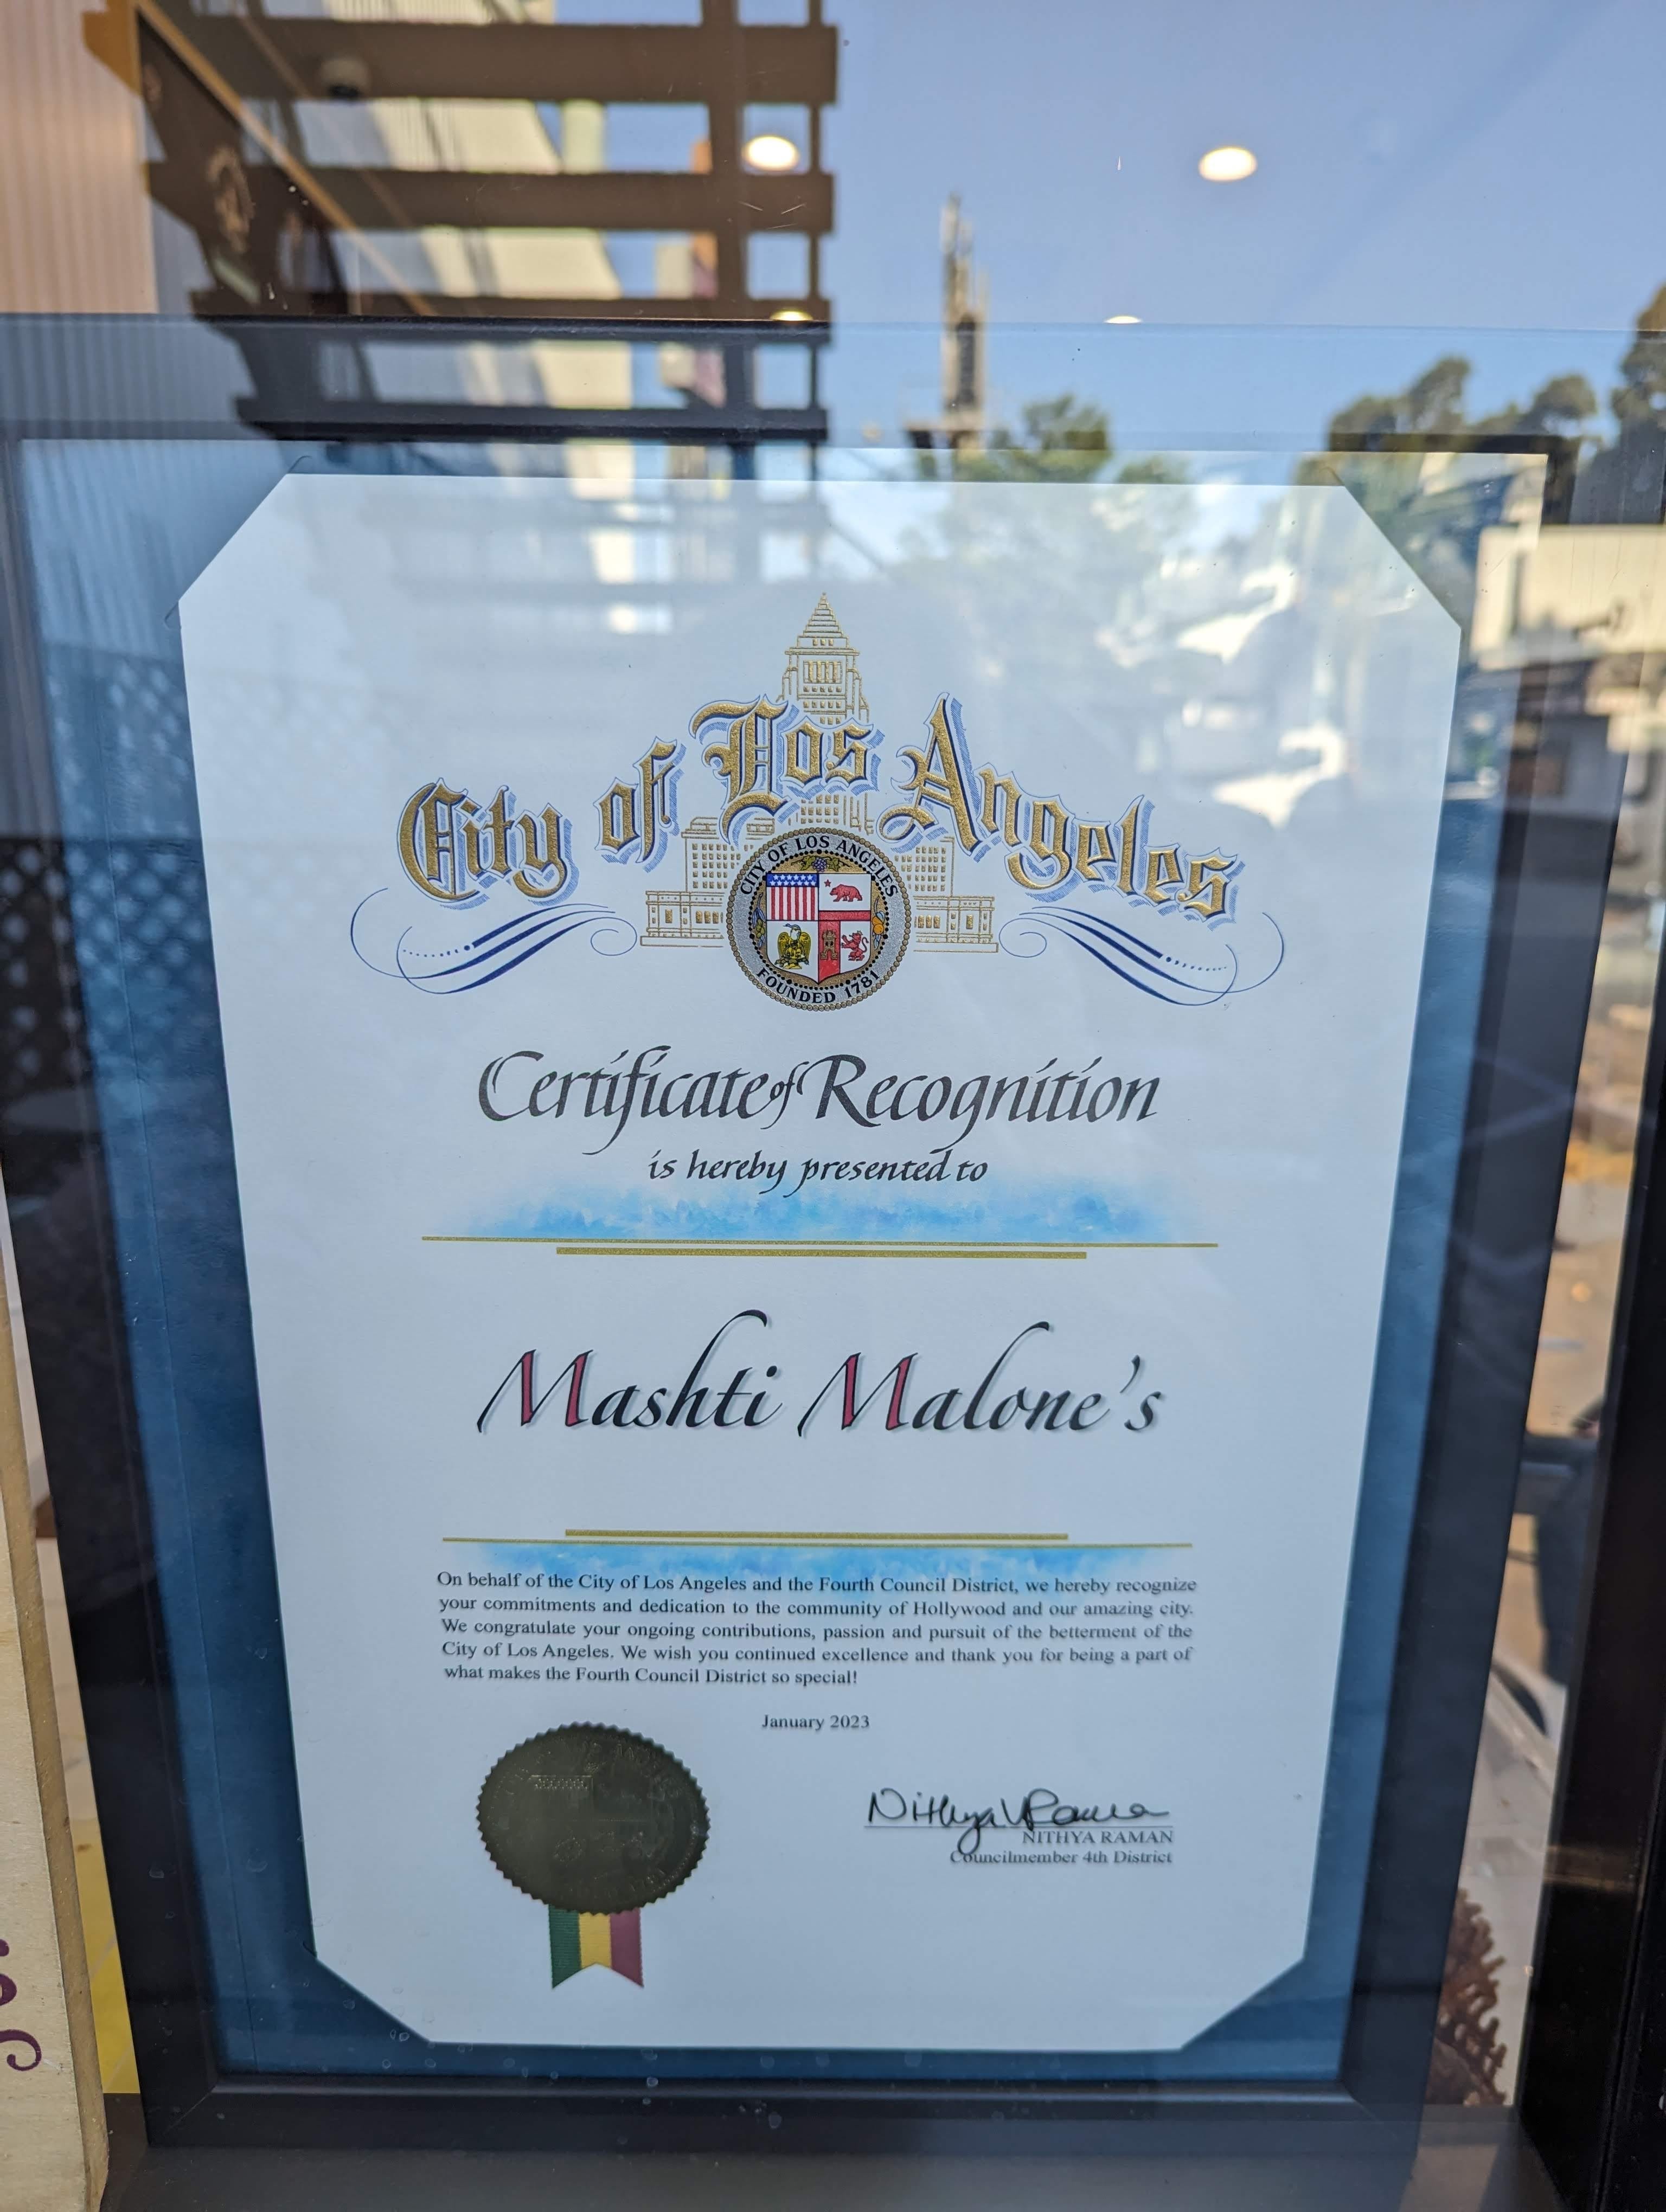 City of Los Angeles
CITY OF LOS ANGELES
FOUNDED 1781
Certificate of Recognition
is hereby presented to
Mashti Malone's
On behalf of the City of Los Angeles and the Fourth Council District, we hereby recognize
your commitments and dedication to the community of Hollywood and our amazing city.
We congratulate your ongoing contributions, passion and pursuit of the betterment of the
City of Los Angeles. We wish you continued excellence and thank you for being a part of
what makes the Fourth Council District so special!
January 2023
Nithya V Raman
NITHYA RAMAN
Councilmember 4th District